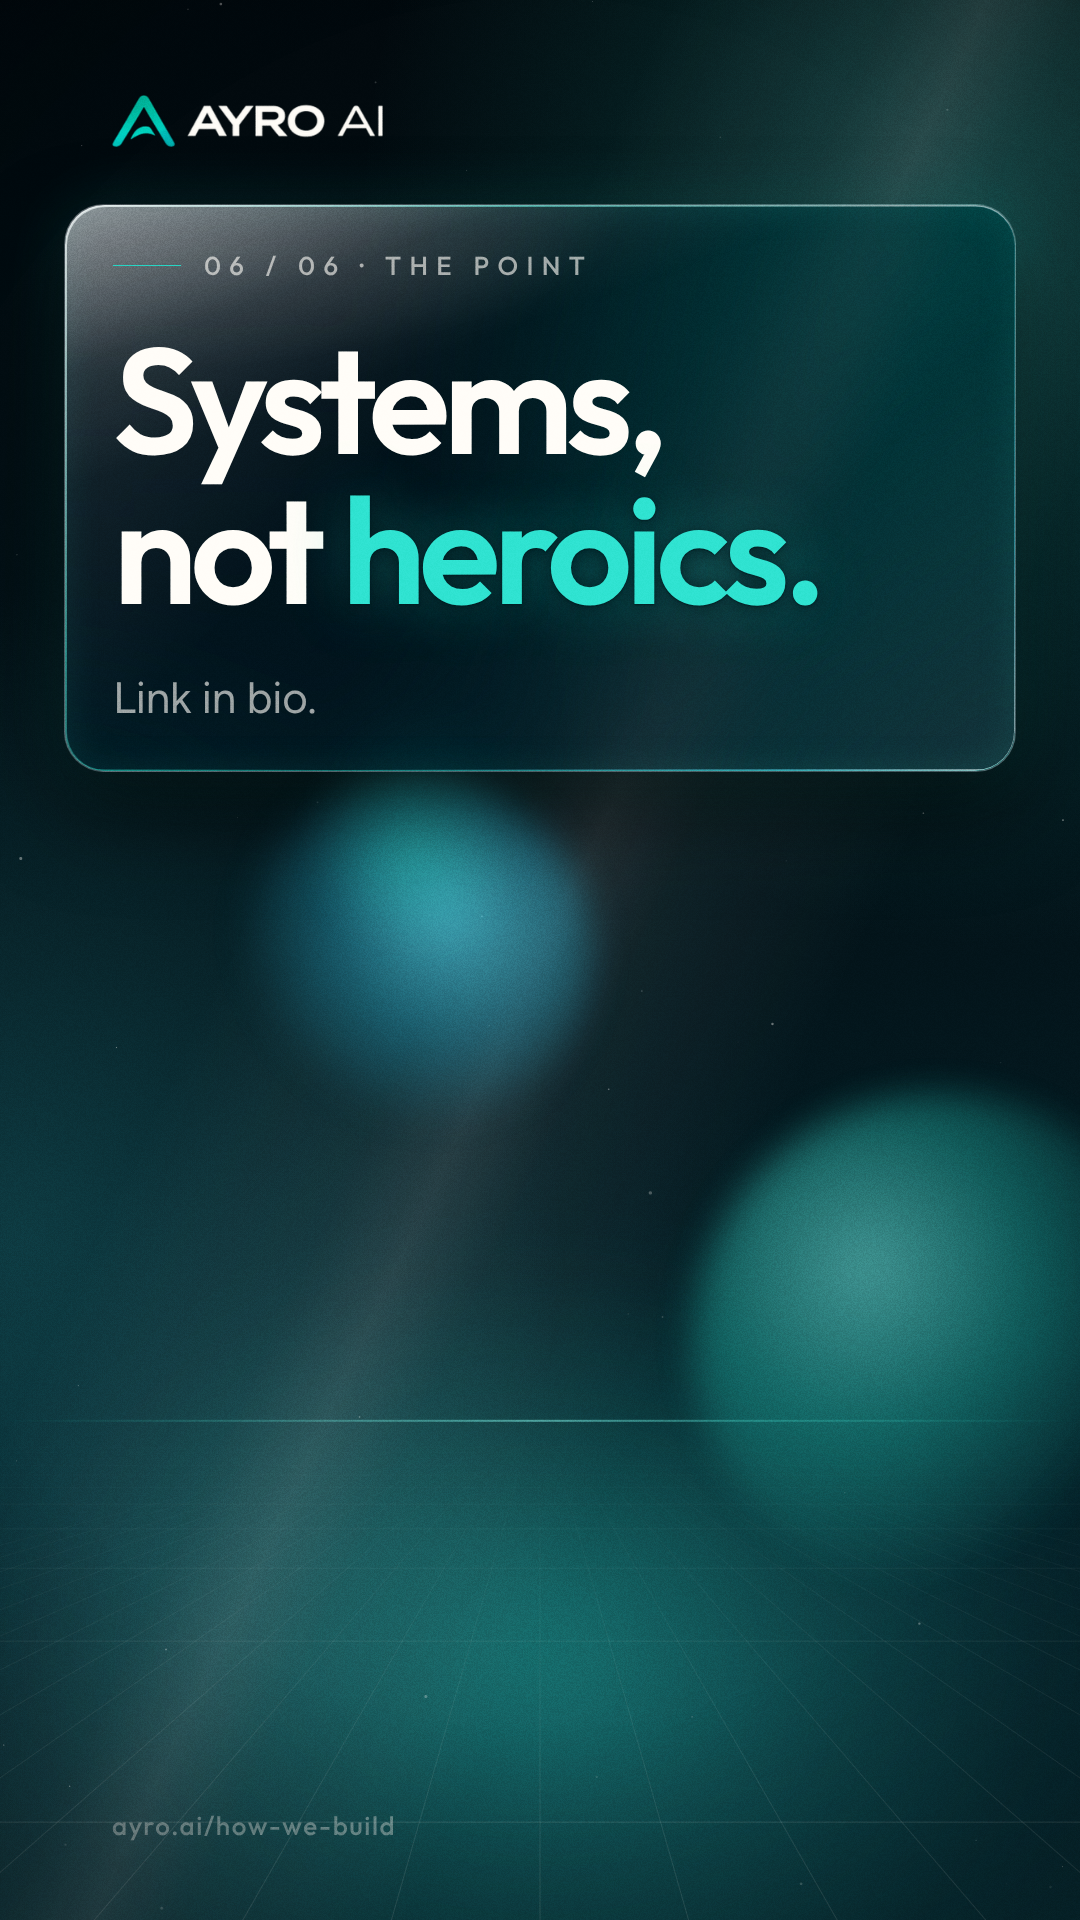 AYRO AI
06 / 06 · THE POINT
Systems,
not heroics.
Link in bio.
ayro.ai/how-we-build